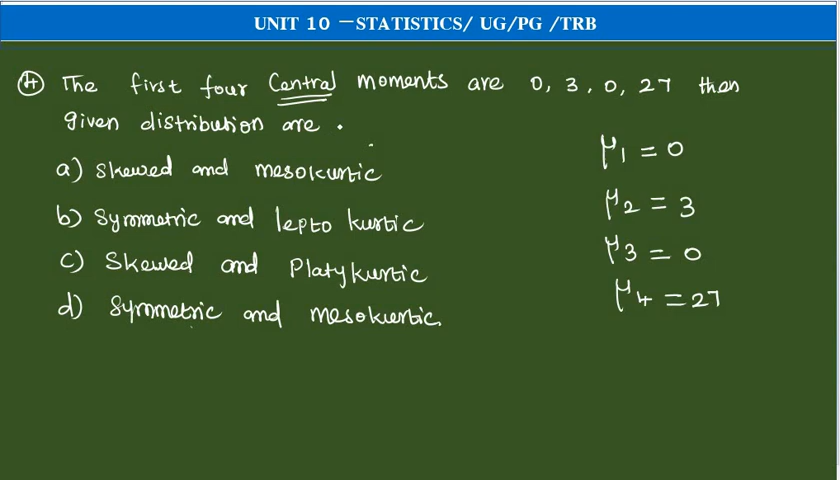 UNIT 10 – STATISTICS/ UG/PG /TRB
4) The first four Central moments are 0, 3, 0, 27 then
given distribution are .
a) skewed and mesokurtic
b) Symmetric and lepto kurtic
c) Skewed and Platykurtic
d) Symmetric and mesokurtic
μ1 = 0
μ2 = 3
μ3 = 0
μ4 = 27